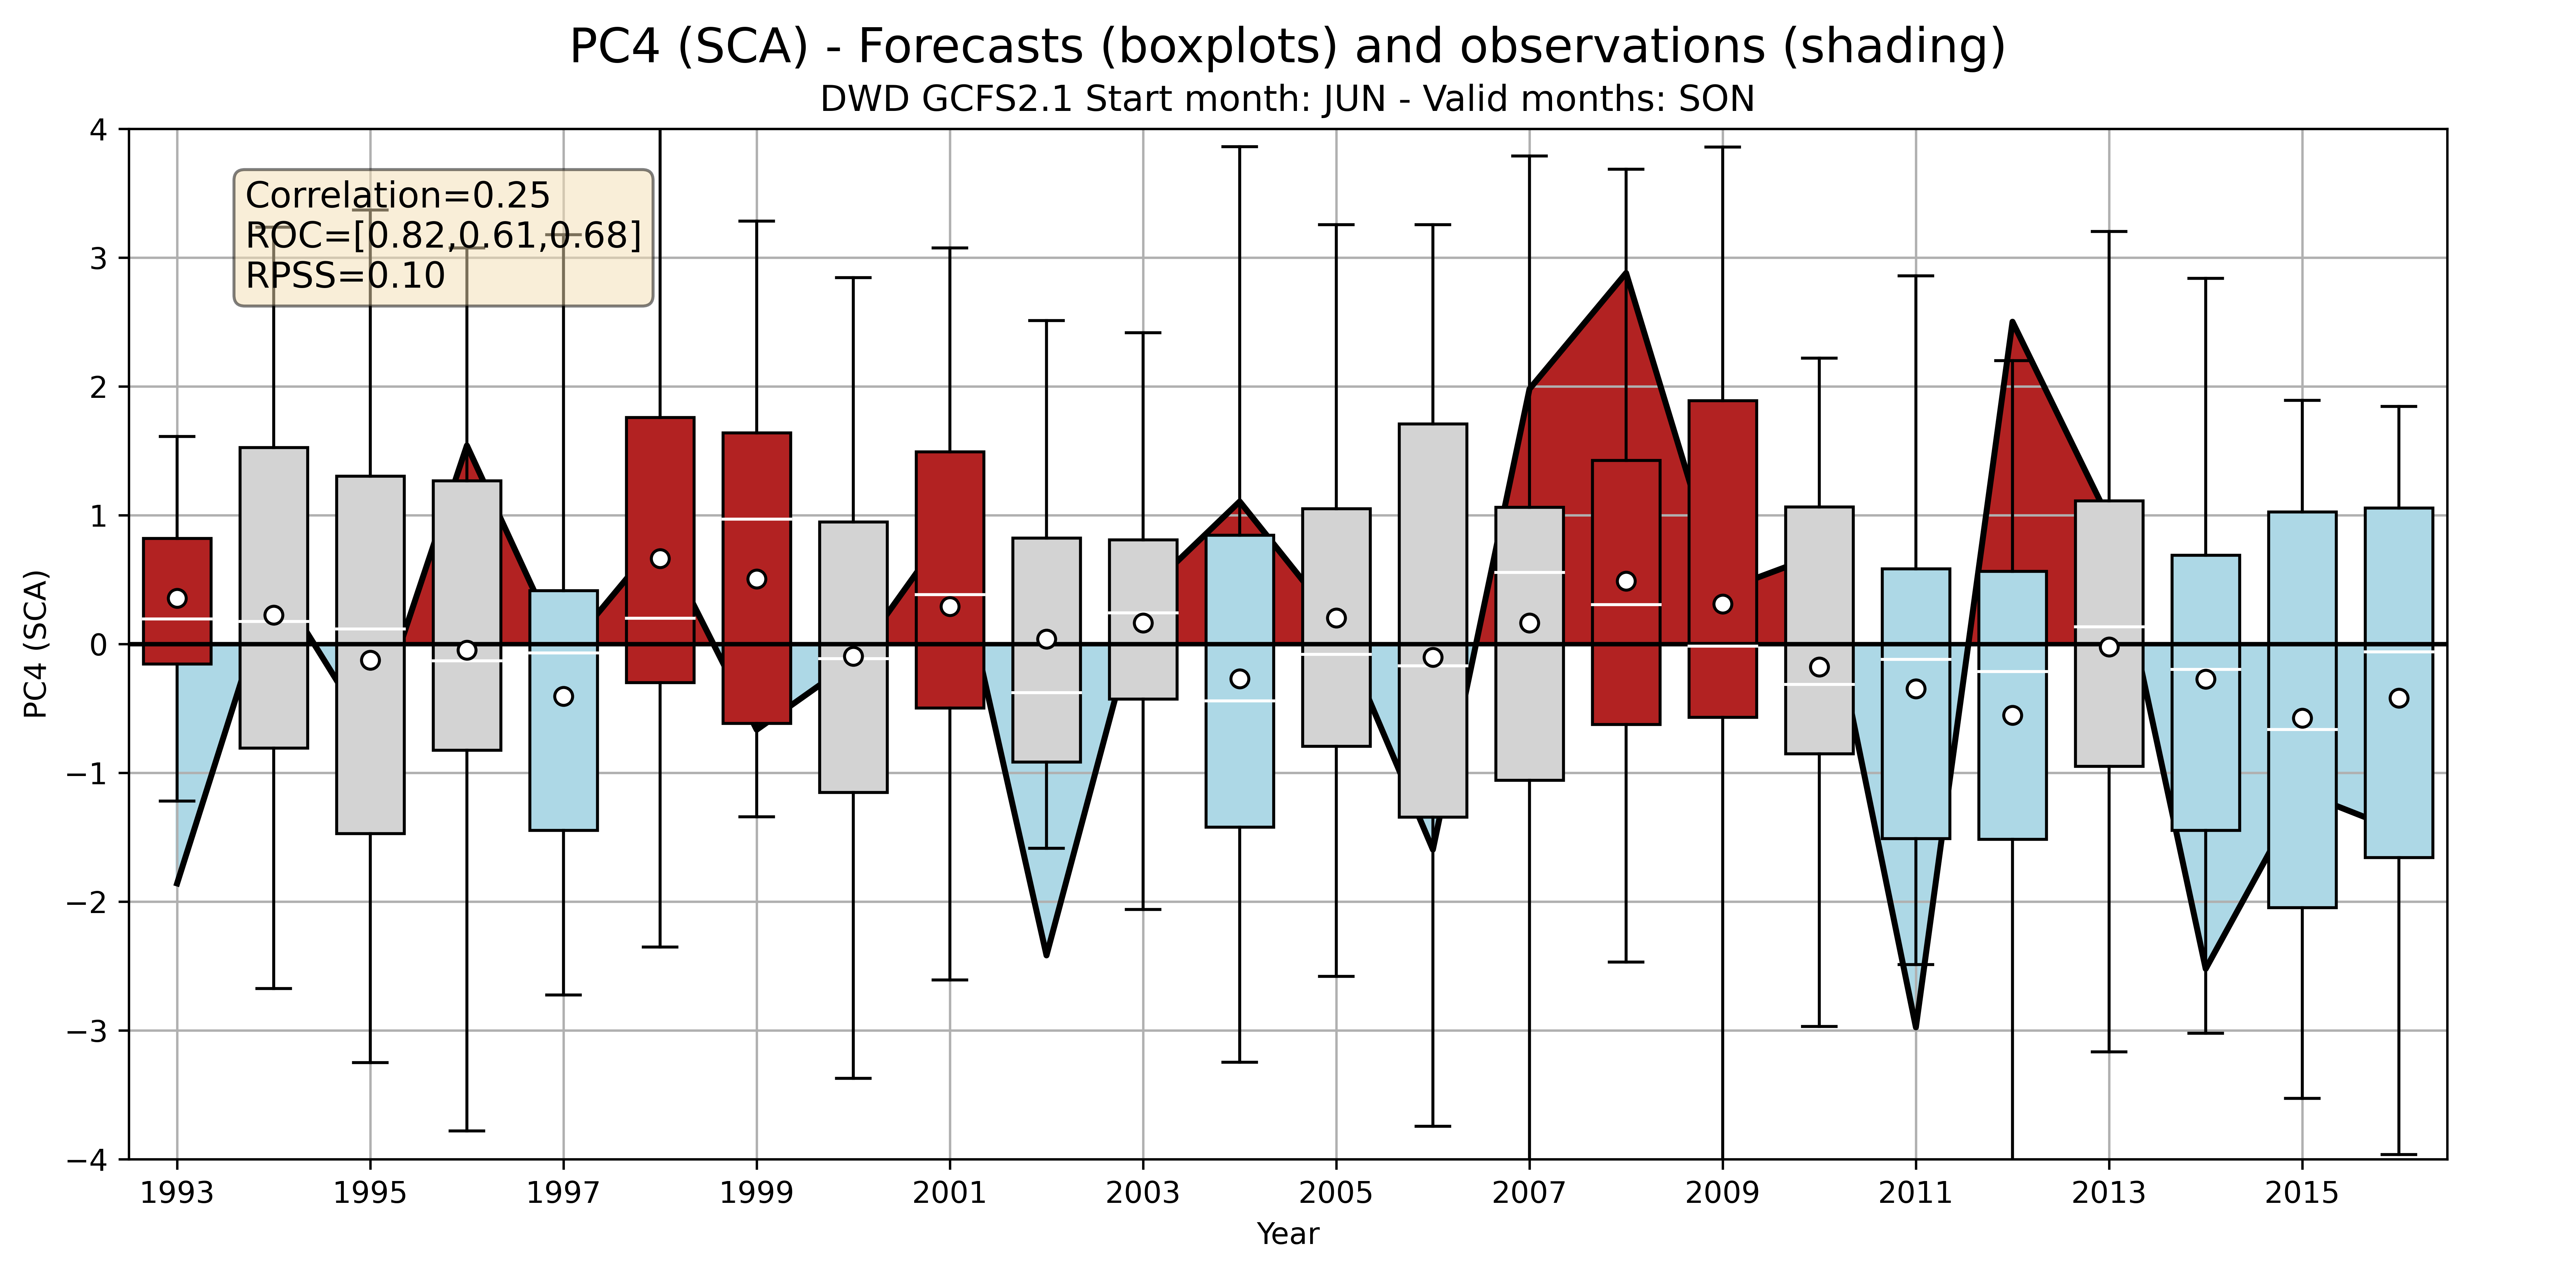 PC4 (SCA) - Forecasts (boxplots) and observations (shading)
DWD GCFS2.1 Start month: JUN - Valid months: SON
Correlation=0.25
ROC=[0.82,0.61,0.68]
RPSS=0.10
PC4 (SCA)
4
3
2
1
0
−1
−2
−3
−4
1993 1995 1997 1999 2001 2003 2005 2007 2009 2011 2013 2015
Year